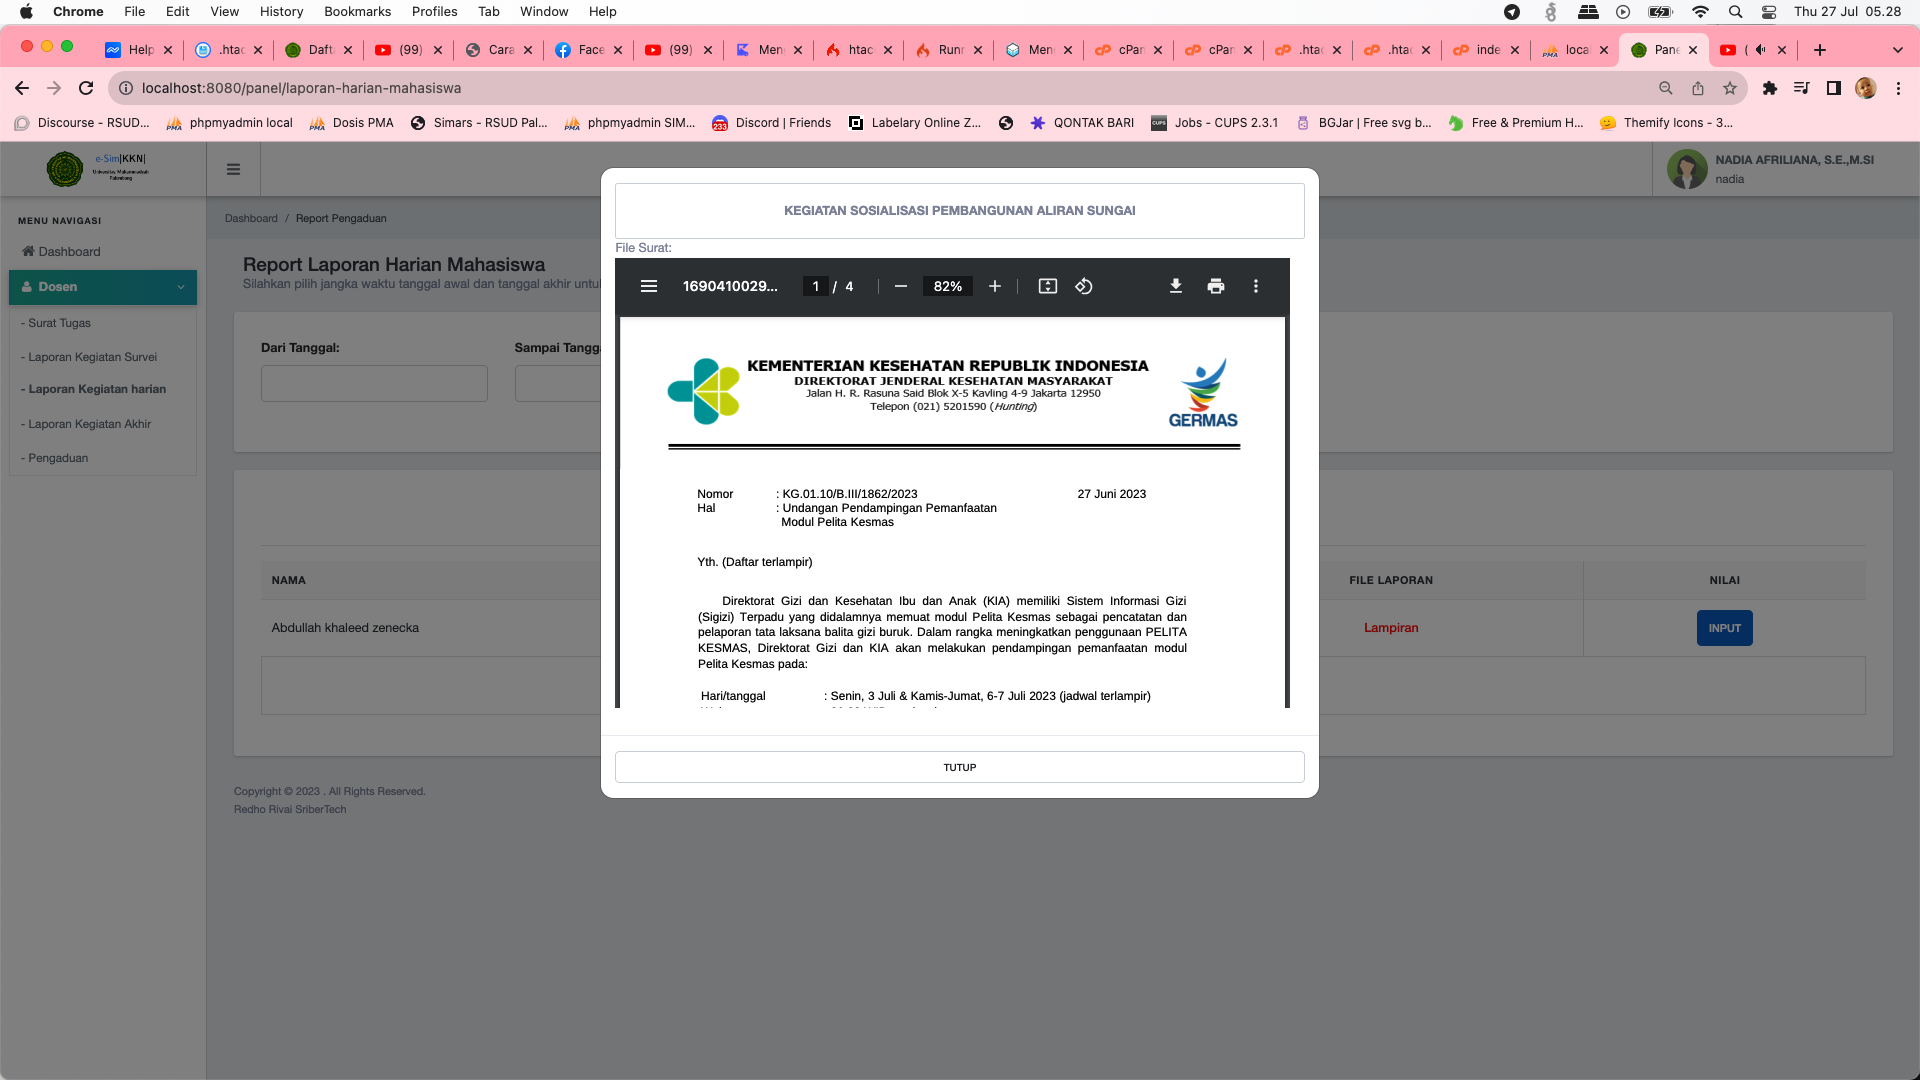 Chrome File Edit View History Bookmarks Profiles Tab Window Help Thu 27 Jul 05.28
Help .htac Dafta (99) Cara Face (99) Men htac Runn Men cPan cPan .htac .htac inde loca Pane (
localhost:8080/panel/laporan-harian-mahasiswa
Discourse - RSUD... phpmyadmin local Dosis PMA Simars - RSUD Pal... phpmyadmin SIM... Discord | Friends Labelary Online Z... QONTAK BARI Jobs - CUPS 2.3.1 BGJar | Free svg b... Free & Premium H... Themify Icons - 3...
e-Sim|KKN|
Universitas Muhammadiyah
Palembang
NADIA AFRILIANA, S.E.,M.SI
nadia
MENU NAVIGASI
Dashboard
Dosen
- Surat Tugas
- Laporan Kegiatan Survei
- Laporan Kegiatan harian
- Laporan Kegiatan Akhir
- Pengaduan
Dashboard / Report Pengaduan
Report Laporan Harian Mahasiswa
Silahkan pilih jangka waktu tanggal awal dan tanggal akhir untu
Dari Tanggal:
Sampai Tangg
NAMA FILE LAPORAN NILAI
Abdullah khaleed zenecka Lampiran INPUT
Copyright © 2023 . All Rights Reserved.
Redho Rivai SriberTech
KEGIATAN SOSIALISASI PEMBANGUNAN ALIRAN SUNGAI
File Surat:
1690410029... 1 / 4 82%
KEMENTERIAN KESEHATAN REPUBLIK INDONESIA
DIREKTORAT JENDERAL KESEHATAN MASYARAKAT
Jalan H. R. Rasuna Said Blok X-5 Kavling 4-9 Jakarta 12950
Telepon (021) 5201590 (Hunting)
GERMAS
Nomor : KG.01.10/B.III/1862/2023 27 Juni 2023
Hal : Undangan Pendampingan Pemanfaatan
Modul Pelita Kesmas
Yth. (Daftar terlampir)
Direktorat Gizi dan Kesehatan Ibu dan Anak (KIA) memiliki Sistem Informasi Gizi
(Sigizi) Terpadu yang didalamnya memuat modul Pelita Kesmas sebagai pencatatan dan
pelaporan tata laksana balita gizi buruk. Dalam rangka meningkatkan penggunaan PELITA
KESMAS, Direktorat Gizi dan KIA akan melakukan pendampingan pemanfaatan modul
Pelita Kesmas pada:
Hari/tanggal : Senin, 3 Juli & Kamis-Jumat, 6-7 Juli 2023 (jadwal terlampir)
TUTUP